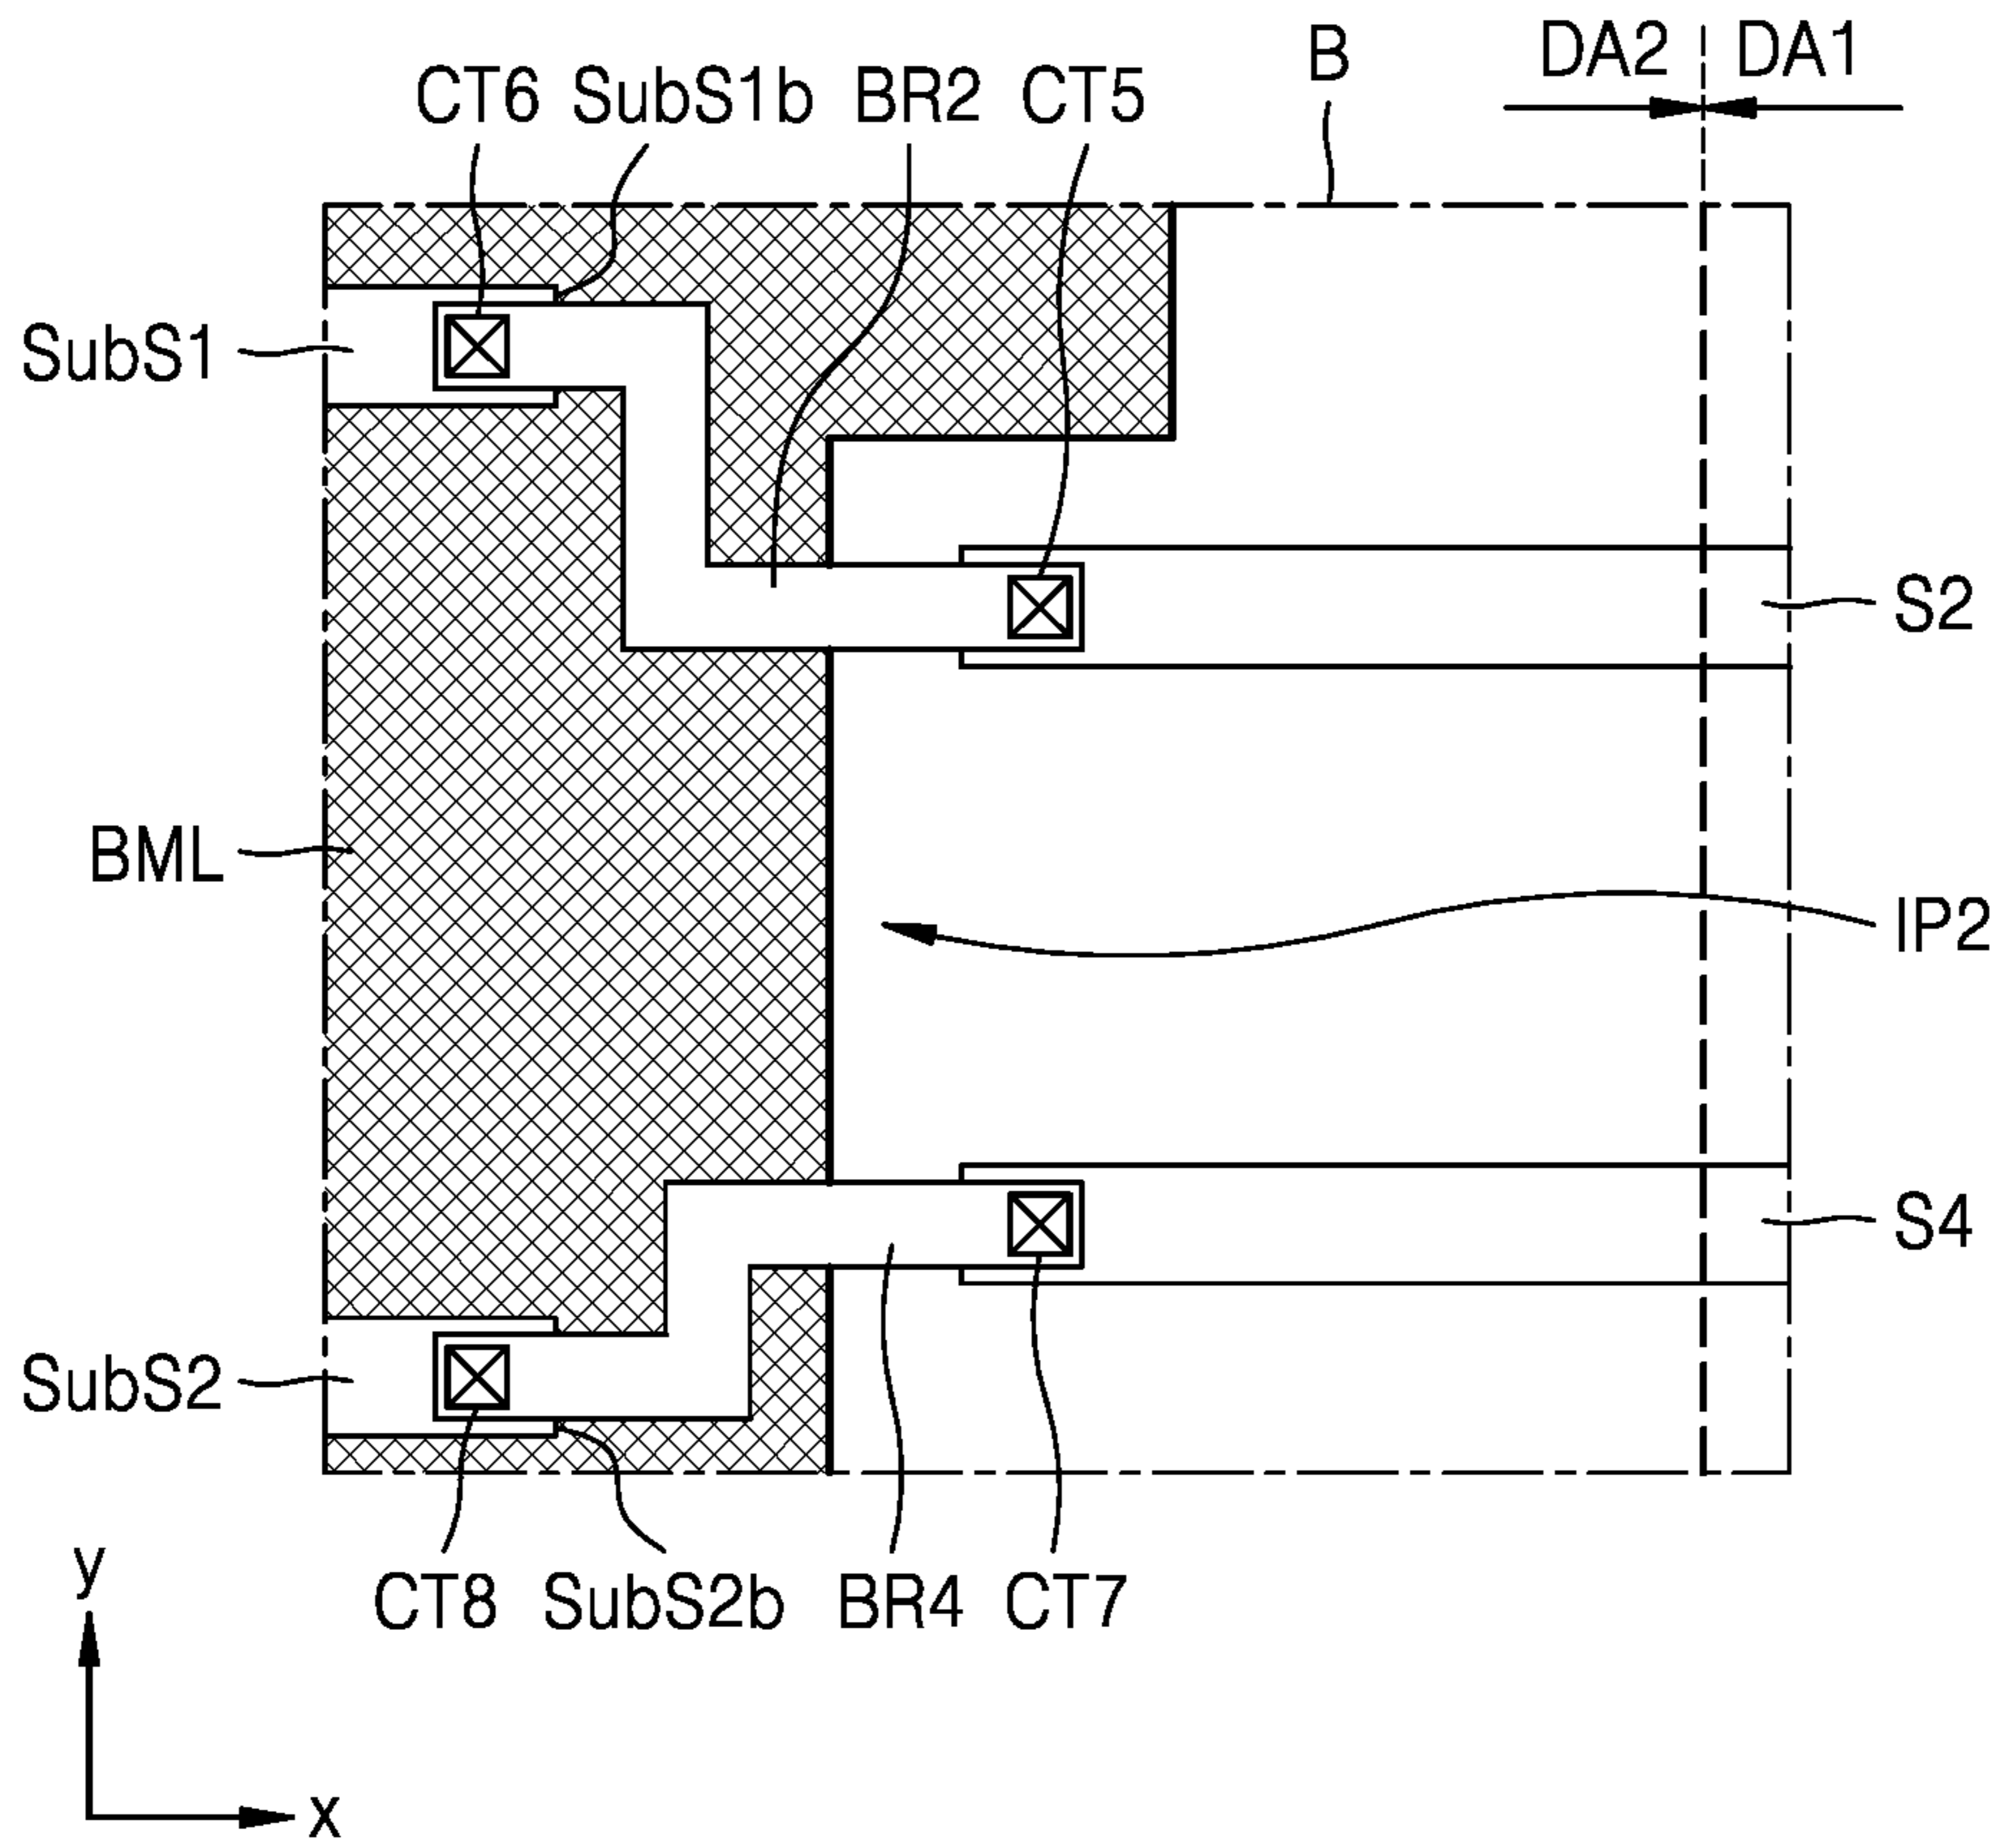 B DA2 DA1
CT6 SubS1b BR2 CT5
SubS1
S2
BML
IP2
S4
SubS2
CT8 SubS2b BR4 CT7
y
x